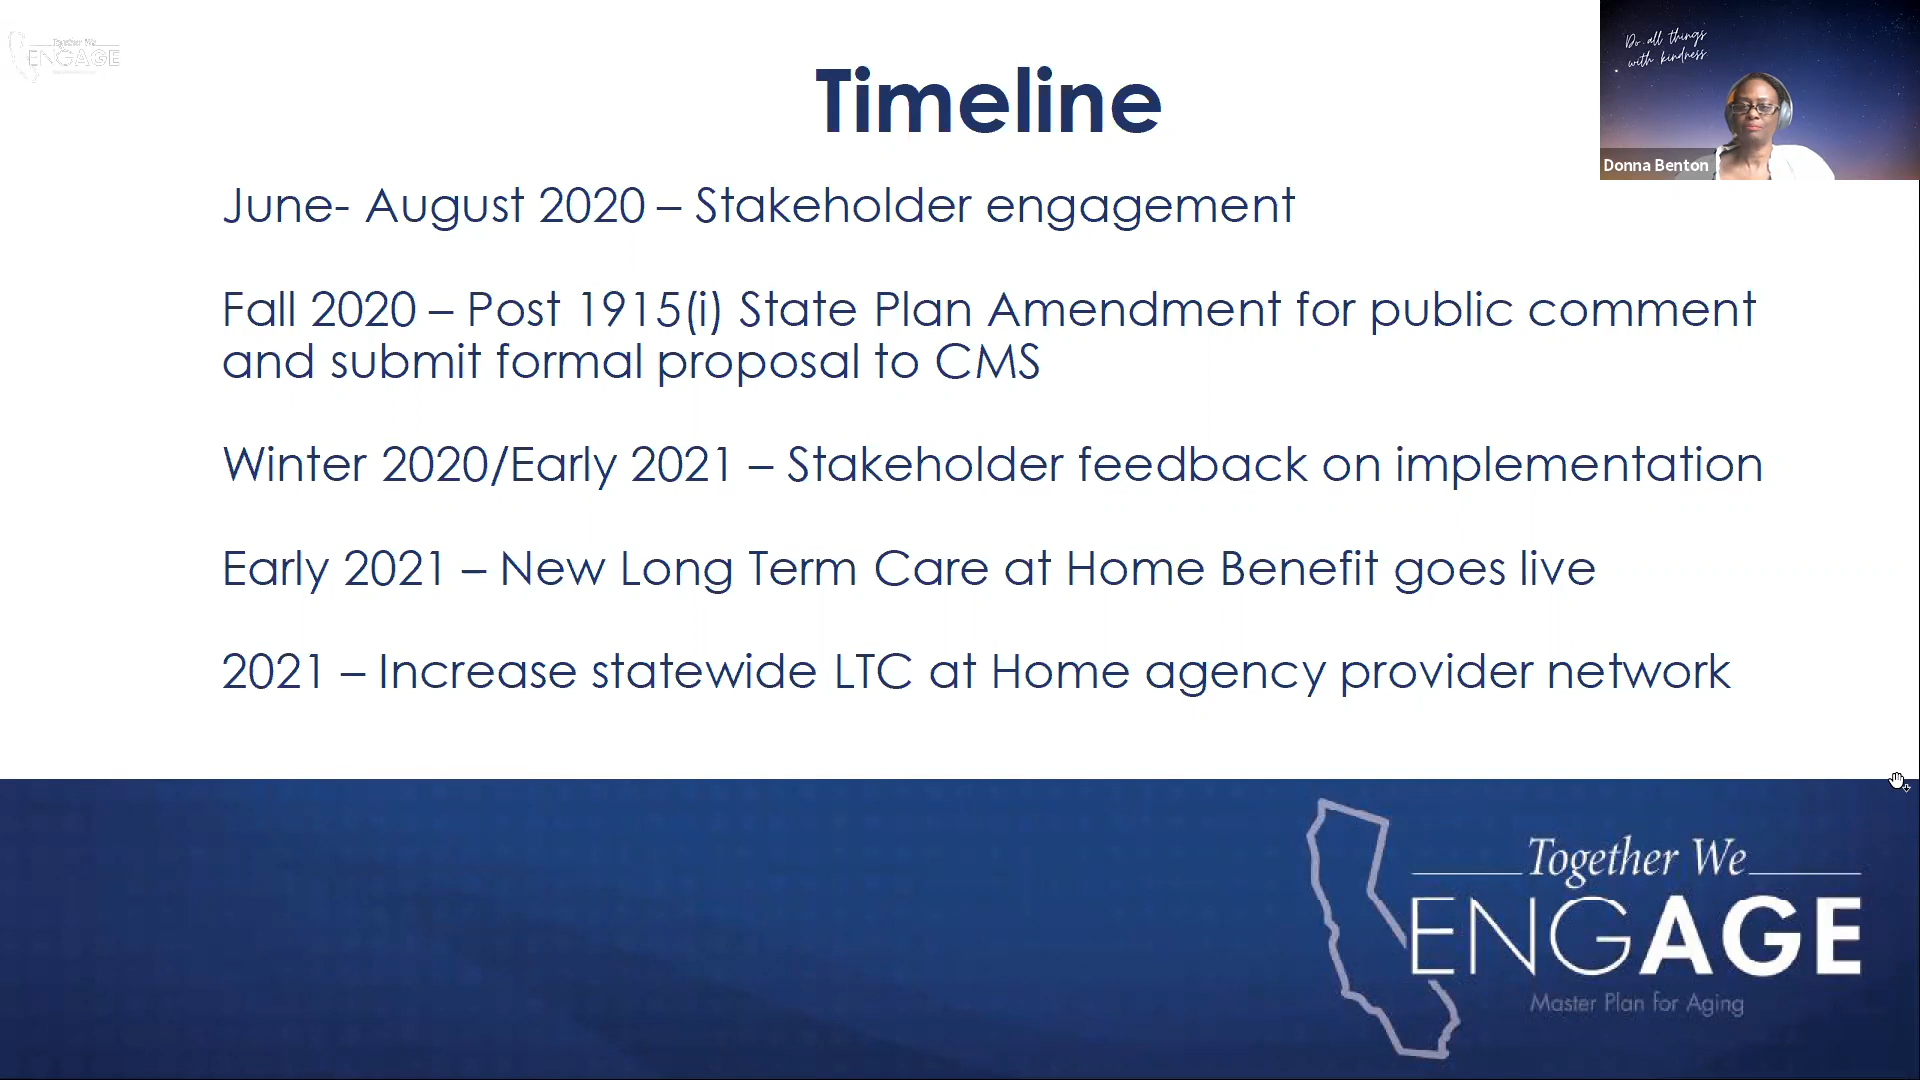 Together We
ENGAGE
Timeline
Do all things
with kindness
Donna Benton
June- August 2020 – Stakeholder engagement
Fall 2020 – Post 1915(i) State Plan Amendment for public comment
and submit formal proposal to CMS
Winter 2020/Early 2021 – Stakeholder feedback on implementation
Early 2021 – New Long Term Care at Home Benefit goes live
2021 – Increase statewide LTC at Home agency provider network
Together We
ENGAGE
Master Plan for Aging